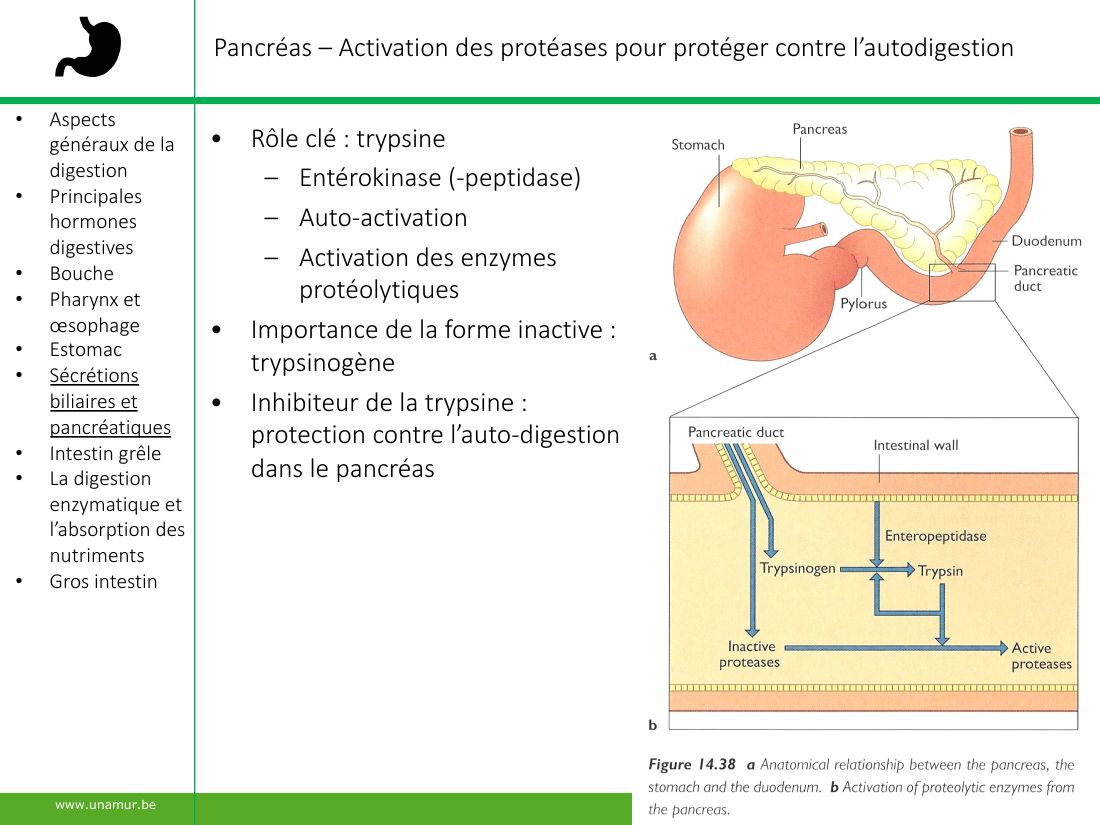 Pancréas – Activation des protéases pour protéger contre l’autodigestion
• Aspects
généraux de la
digestion
• Principales
hormones
digestives
• Bouche
• Pharynx et
œsophage
• Estomac
• Sécrétions
biliaires et
pancréatiques
• Intestin grêle
• La digestion
enzymatique et
l’absorption des
nutriments
• Gros intestin
• Rôle clé : trypsine
– Entérokinase (-peptidase)
– Auto-activation
– Activation des enzymes
protéolytiques
• Importance de la forme inactive :
trypsinogène
• Inhibiteur de la trypsine :
protection contre l’auto-digestion
dans le pancréas
Pancreas
Stomach
Duodenum
Pancreatic
duct
Pylorus
a
Pancreatic duct
Intestinal wall
Enteropeptidase
Trypsinogen
Trypsin
Inactive
proteases
Active
proteases
b
Figure 14.38 a Anatomical relationship between the pancreas, the
stomach and the duodenum. b Activation of proteolytic enzymes from
the pancreas.
www.unamur.be